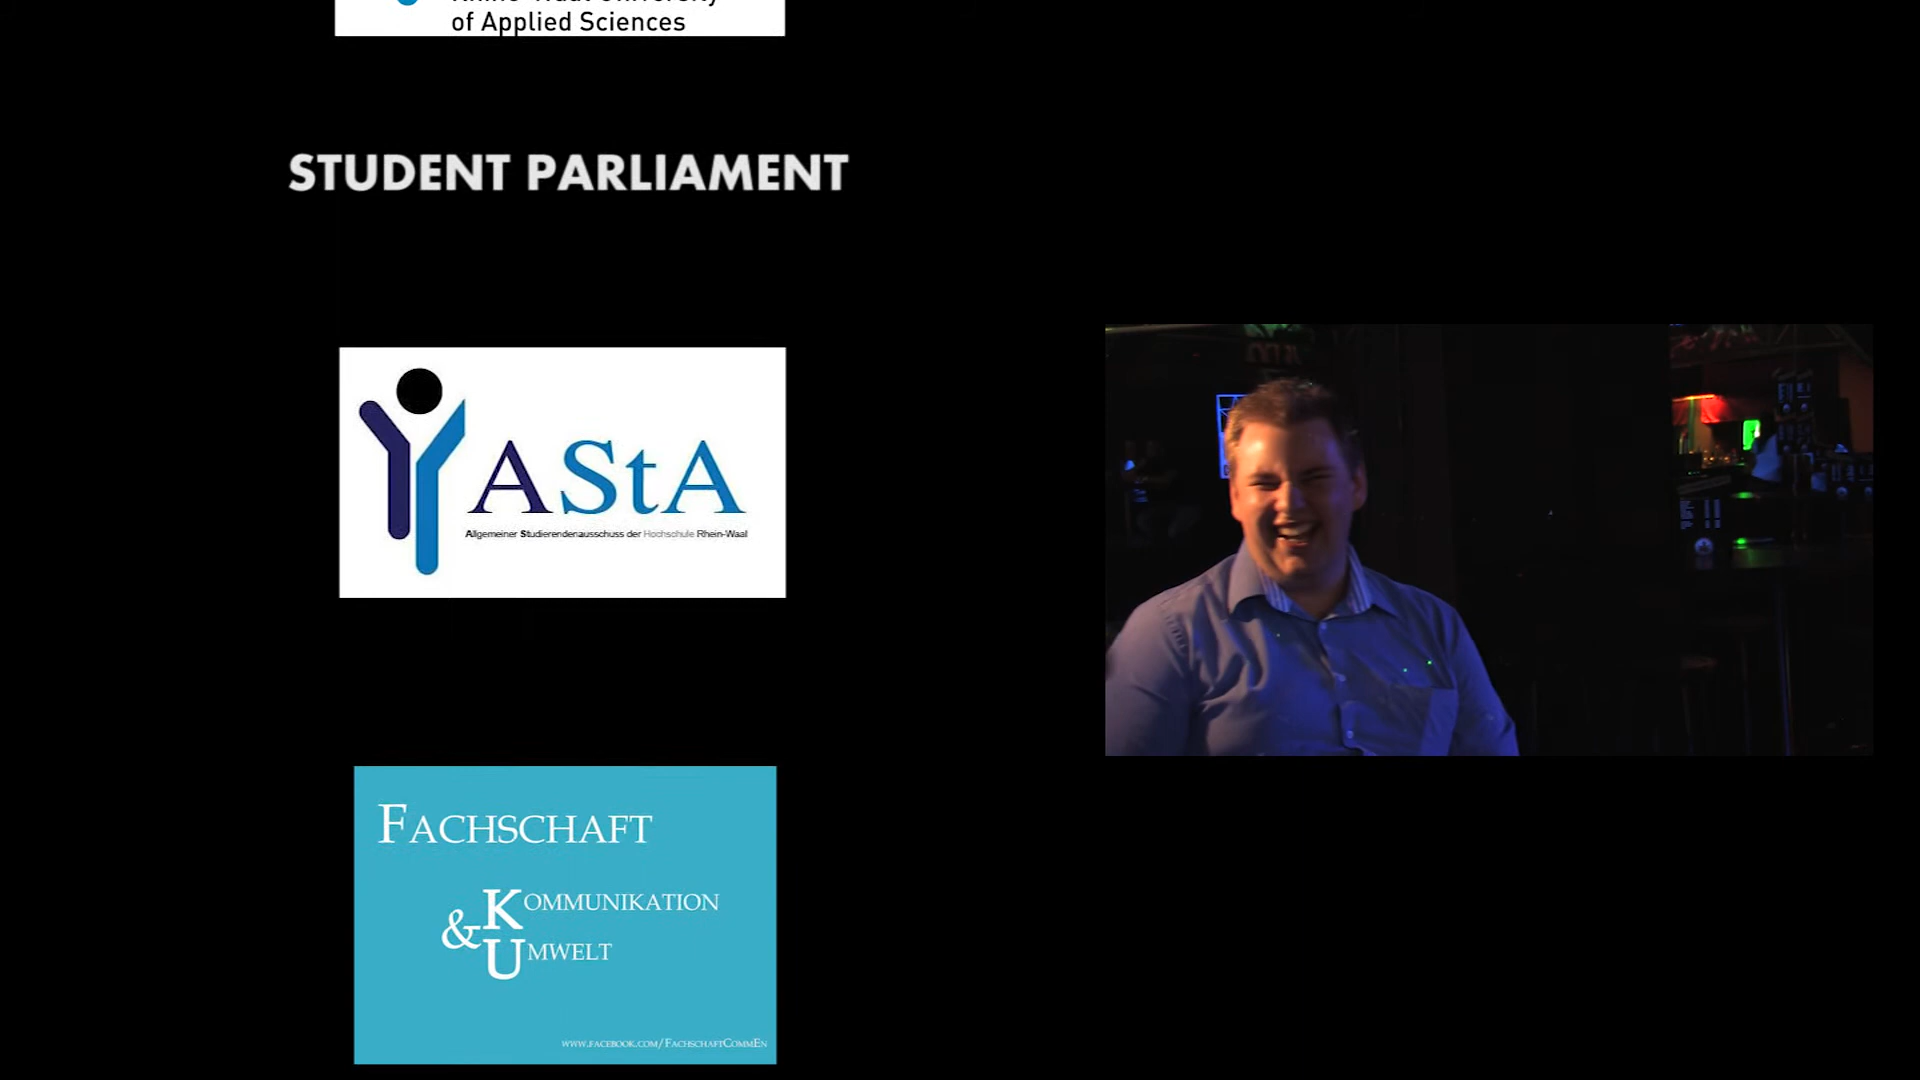 of Applied Sciences
STUDENT PARLIAMENT
AStA
Allgemeiner Studierendenausschuss der Hochschule Rhein-Waal
FACHSCHAFT
KOMMUNIKATION
& UMWELT
WWW.FACEBOOK.COM/FACHSCHAFTCOMMEN